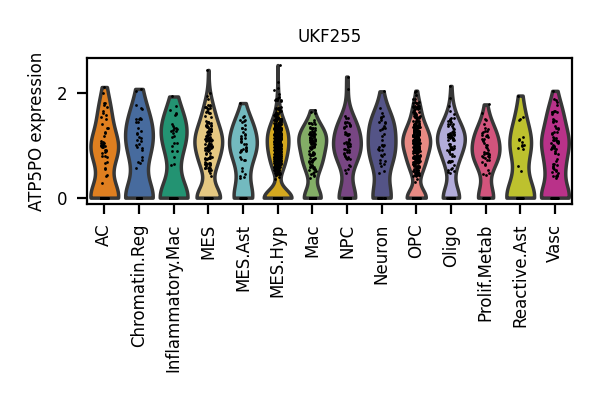 UKF255
ATP5PO expression
2
0
AC
Chromatin.Reg
Inflammatory.Mac
MES
MES.Ast
MES.Hyp
Mac
NPC
Neuron
OPC
Oligo
Prolif.Metab
Reactive.Ast
Vasc